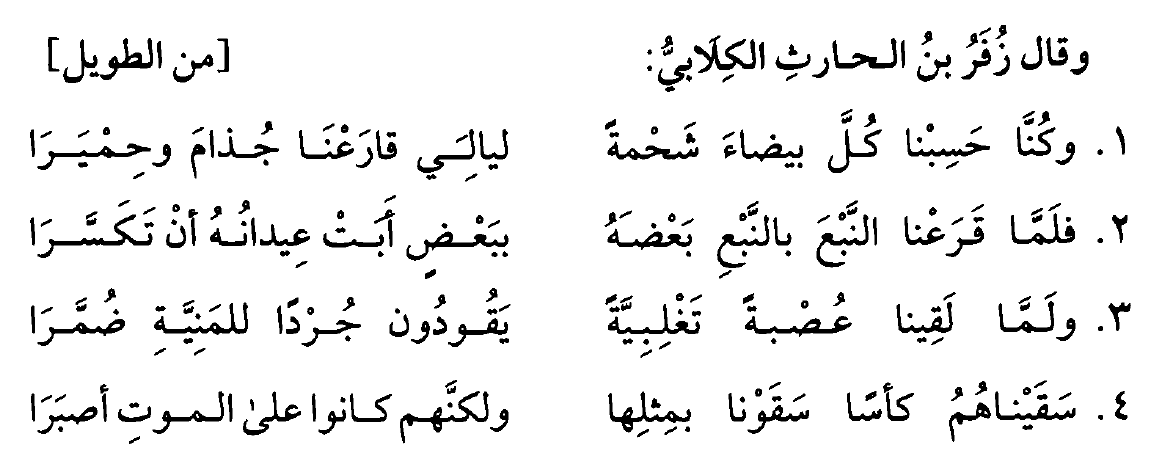 وقال زُفَرُ بنُ الحارثِ الكِلَابيُّ: [من الطويل]
١. وكُنَّا حَسِبْنا كُلَّ بيضاءَ شَحْمةً ليالِيَ قارَعْنَا جُذامَ وحِمْيَرَا
٢. فلَمَّا قَرَعْنا النَّبْعَ بالنَّبْعِ بَعْضَهُ ببَعْضٍ أَبَتْ عِيدانُهُ أنْ تَكَسَّرَا
٣. ولَمَّا لَقِينا عُصْبةً تَغْلِبِيَّةً يَقُودُون جُرْدًا للمَنِيَّةِ ضُمَّرَا
٤. سَقَيْناهُمُ كأسًا سَقَوْنا بمِثلِها ولكنَّهم كانوا علىٰ الموتِ أصبَرَا